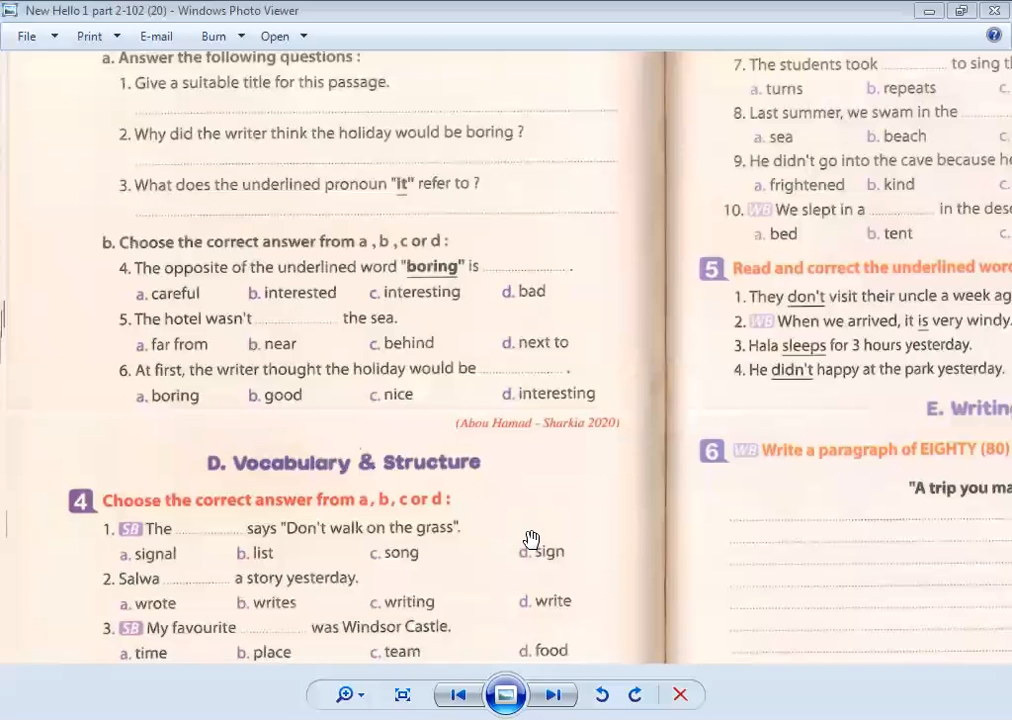 New Hello 1 part 2-102 (20) - Windows Photo Viewer
File Print E-mail Burn Open
a. Answer the following questions :
1. Give a suitable title for this passage.
2. Why did the writer think the holiday would be boring ?
3. What does the underlined pronoun "it" refer to ?
b. Choose the correct answer from a , b , c or d :
4. The opposite of the underlined word "boring" is .................... .
a. careful b. interested c. interesting d. bad
5. The hotel wasn't .................... the sea.
a. far from b. near c. behind d. next to
6. At first, the writer thought the holiday would be .................... .
a. boring b. good c. nice d. interesting
(Abou Hamad - Sharkia 2020)
D. Vocabulary & Structure
4 Choose the correct answer from a, b, c or d :
1. SB The .................... says "Don't walk on the grass".
a. signal b. list c. song d. sign
2. Salwa .................... a story yesterday.
a. wrote b. writes c. writing d. write
3. SB My favourite .................... was Windsor Castle.
a. time b. place c. team d. food
7. The students took .................... to sing
a. turns b. repeats c.
8. Last summer, we swam in the
a. sea b. beach c.
9. He didn't go into the cave because
a. frightened b. kind c.
10. WB We slept in a .................... in the
a. bed b. tent c.
5 Read and correct the underlined
1. They don't visit their uncle a week
2. WB When we arrived, it is very windy.
3. Hala sleeps for 3 hours yesterday.
4. He didn't happy at the park yesterday.
E.
6 WB Write a paragraph of EIGHTY (80)
"A trip you